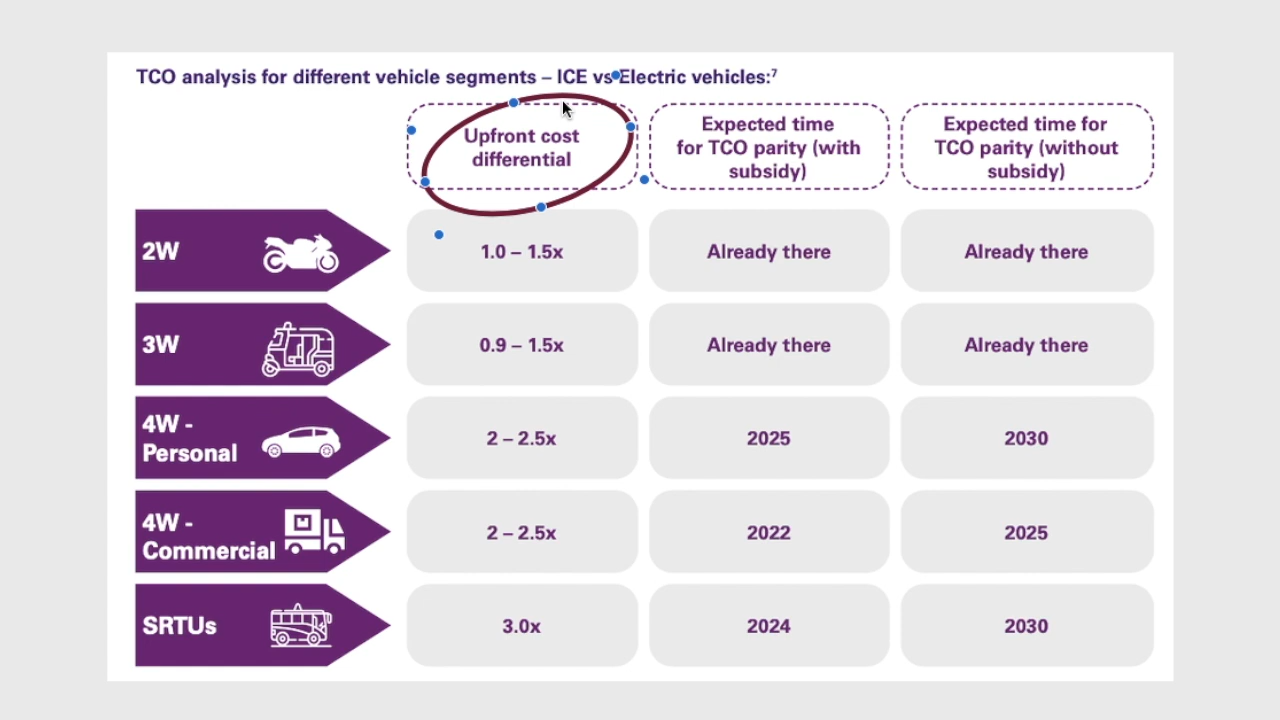 TCO analysis for different vehicle segments – ICE vs Electric vehicles:7
Upfront cost
differential
Expected time
for TCO parity (with
subsidy)
Expected time for
TCO parity (without
subsidy)
2W
1.0 – 1.5x
Already there
Already there
3W
0.9 – 1.5x
Already there
Already there
4W -
Personal
2 – 2.5x
2025
2030
4W -
Commercial
2 – 2.5x
2022
2025
SRTUs
3.0x
2024
2030